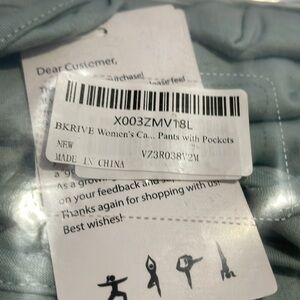 Dear Customer,
X003ZMV18L
BKRIVE Women's Ca... Pants with Pockets
NEW
VZ3R038V2M
MADE IN CHINA
As a grow
on your feedback and
Thanks again for shopping with us!
Best wishes!